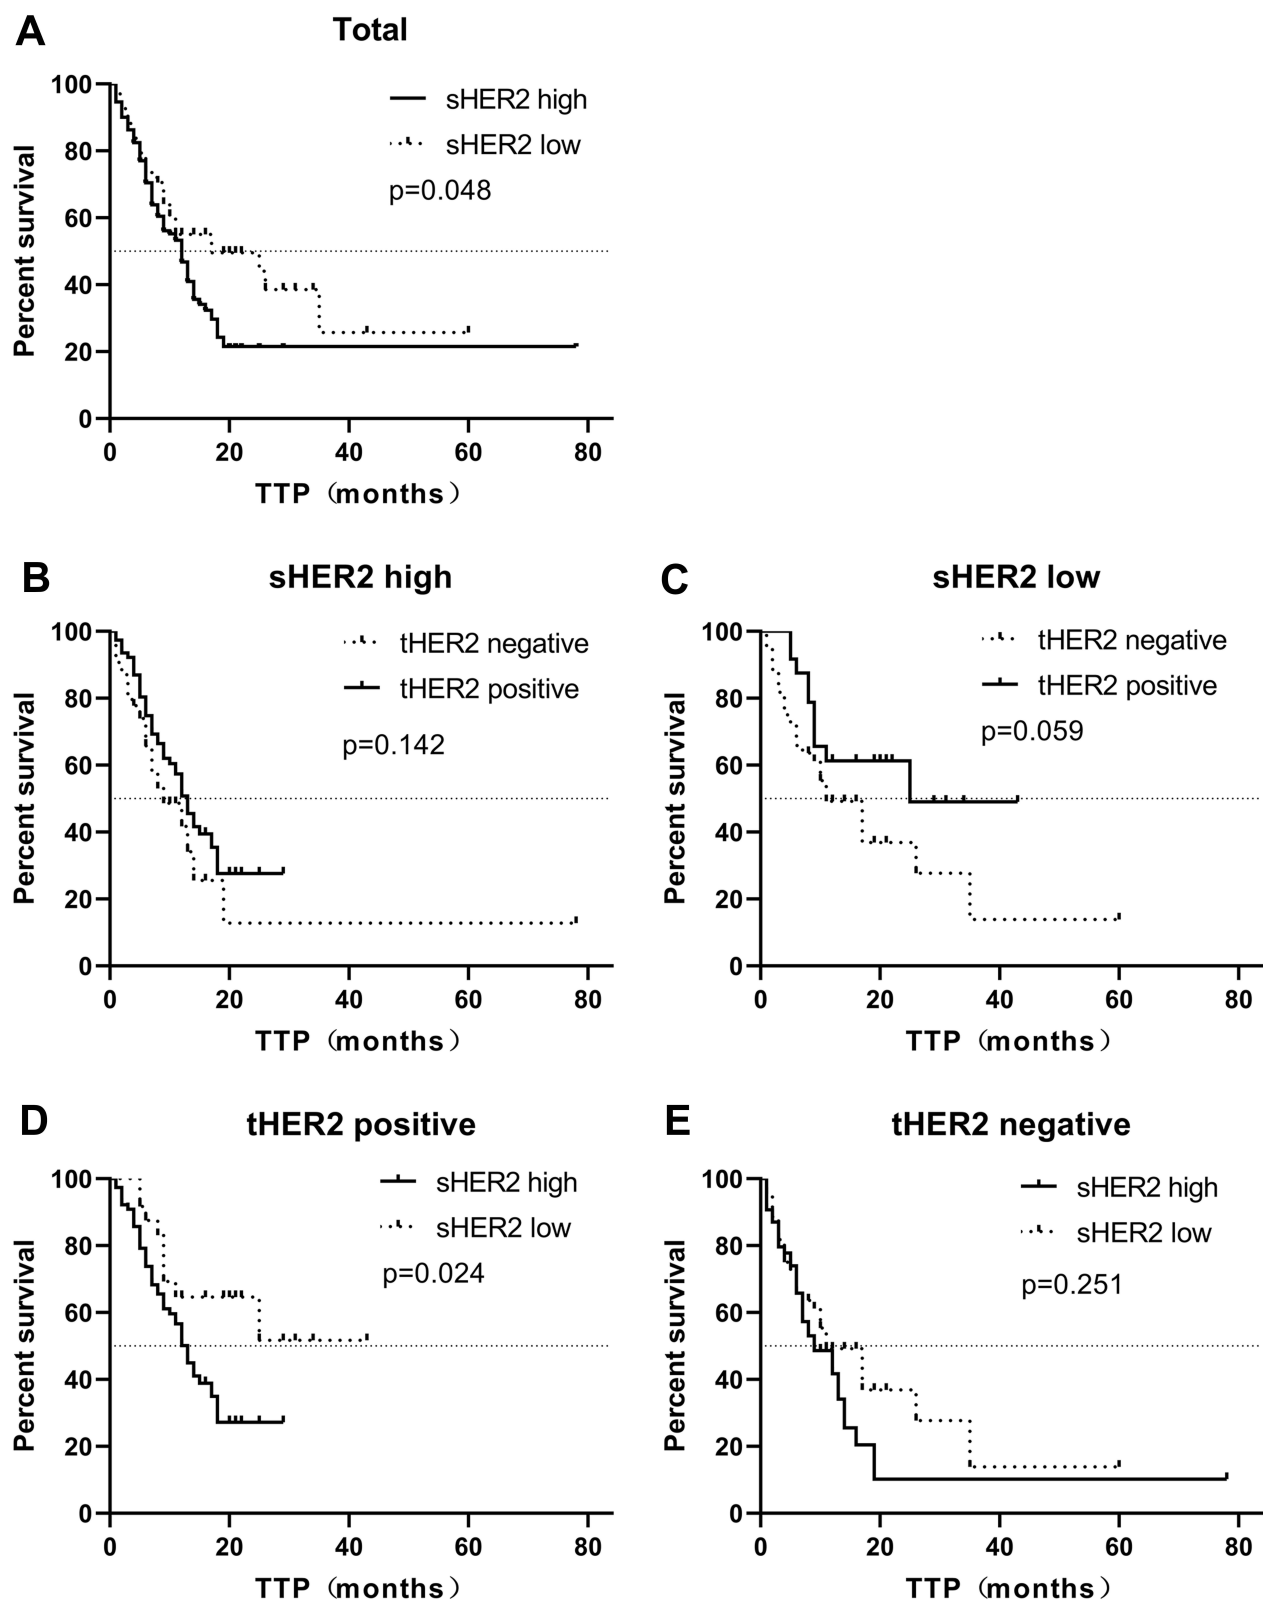 A
Total
100
80
60
40
20
0
Percent survival
sHER2 high
sHER2 low
p=0.048
0 20 40 60 80
TTP（months）
B
sHER2 high
100
80
60
40
20
0
Percent survival
tHER2 negative
tHER2 positive
p=0.142
0 20 40 60 80
TTP（months）
C
sHER2 low
100
80
60
40
20
0
Percent survival
tHER2 negative
tHER2 positive
p=0.059
0 20 40 60 80
TTP（months）
D
tHER2 positive
100
80
60
40
20
0
Percent survival
sHER2 high
sHER2 low
p=0.024
0 20 40 60 80
TTP（months）
E
tHER2 negative
100
80
60
40
20
0
Percent survival
sHER2 high
sHER2 low
p=0.251
0 20 40 60 80
TTP（months）